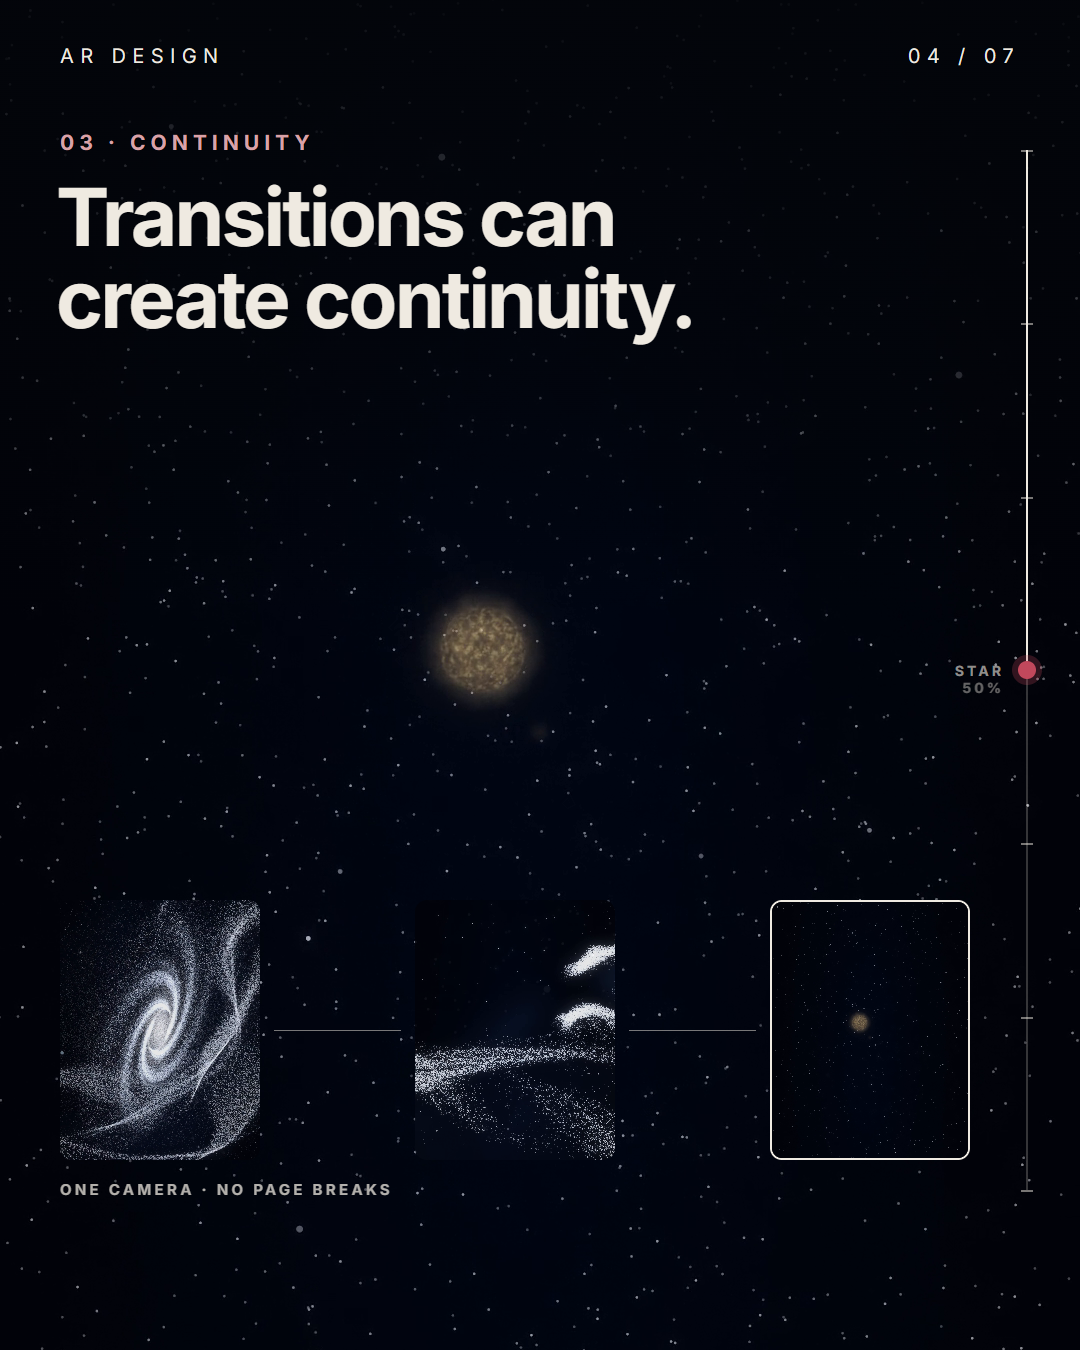 AR DESIGN
04 / 07
03 · CONTINUITY
Transitions can
create continuity.
STAR
50%
ONE CAMERA · NO PAGE BREAKS